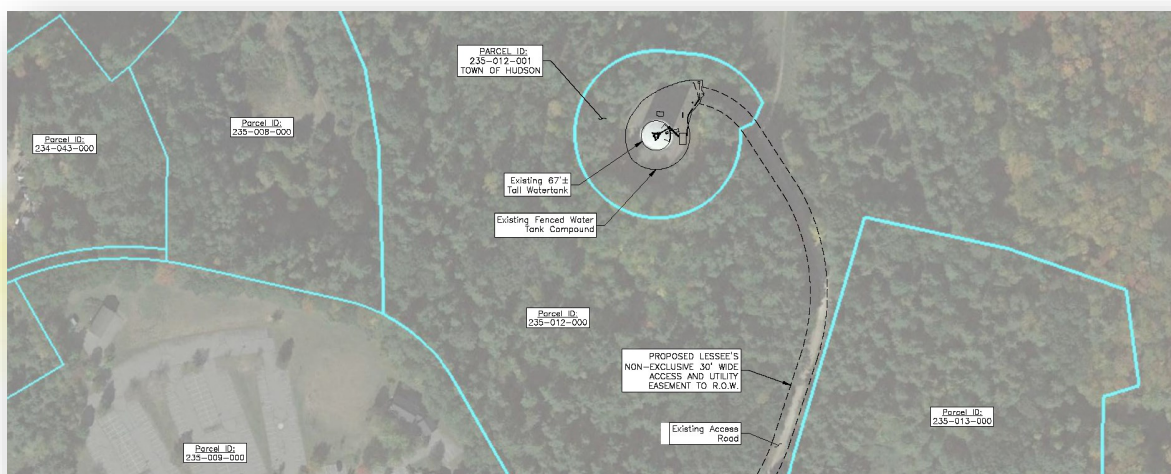 PARCEL ID:
235-012-001
TOWN OF HUDSON
Parcel ID:
235-008-000
Parcel ID:
234-043-000
Existing 67'±
Tall Watertank
Existing Fenced Water
Tank Compound
Parcel ID:
235-012-000
PROPOSED LESSEE'S
NON-EXCLUSIVE 30' WIDE
ACCESS AND UTILITY
EASEMENT TO R.O.W.
Parcel ID:
235-013-000
Existing Access
Road
Parcel ID:
235-009-000